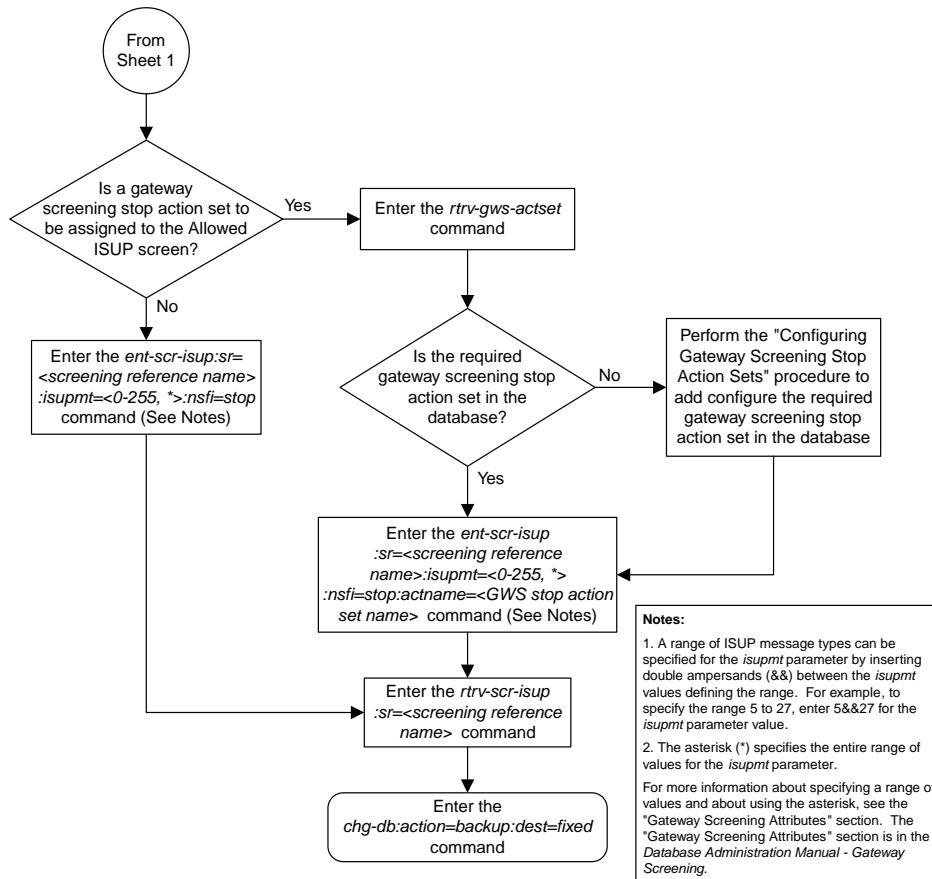 From
Sheet 1
Is a gateway
screening stop action set to
be assigned to the Allowed
ISUP screen?
Yes
Enter the rtrv-gws-actset
command
No
Enter the ent-scr-isup:sr=
<screening reference name>
:isupmt=<0-255, *>:nsfi=stop
command (See Notes)
Is the required
gateway screening stop
action set in the
database?
No
Perform the "Configuring
Gateway Screening Stop
Action Sets" procedure to
add configure the required
gateway screening stop
action set in the database
Yes
Enter the ent-scr-isup
:sr=<screening reference
name>:isupmt=<0-255, *>
:nsfi=stop:actname=<GWS stop action
set name> command (See Notes)
Enter the rtrv-scr-isup
:sr=<screening reference
name> command
Enter the
chg-db:action=backup:dest=fixed
command
Notes:
1. A range of ISUP message types can be
specified for the isupmt parameter by inserting
double ampersands (&&) between the isupmt
values defining the range. For example, to
specify the range 5 to 27, enter 5&&27 for the
isupmt parameter value.
2. The asterisk (*) specifies the entire range of
values for the isupmt parameter.
For more information about specifying a range of
values and about using the asterisk, see the
"Gateway Screening Attributes" section. The
"Gateway Screening Attributes" section is in the
Database Administration Manual - Gateway
Screening.